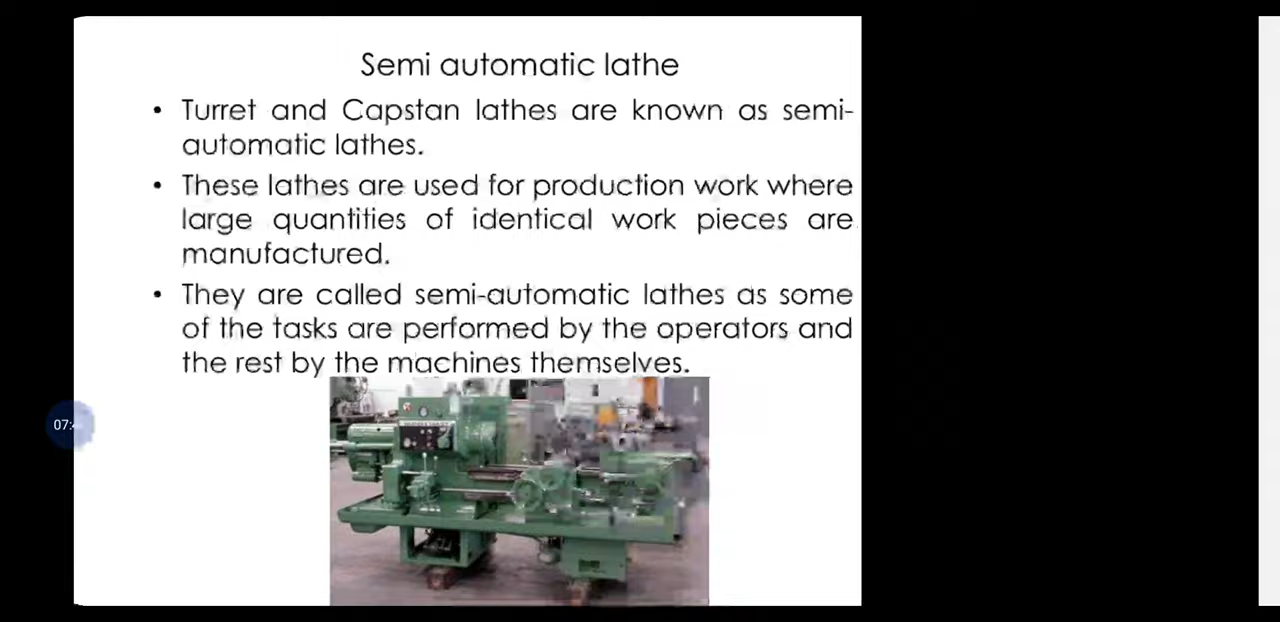 Semi automatic lathe
• Turret and Capstan lathes are known as semi-
automatic lathes.
• These lathes are used for production work where
large quantities of identical work pieces are
manufactured.
• They are called semi-automatic lathes as some
of the tasks are performed by the operators and
the rest by the machines themselves.